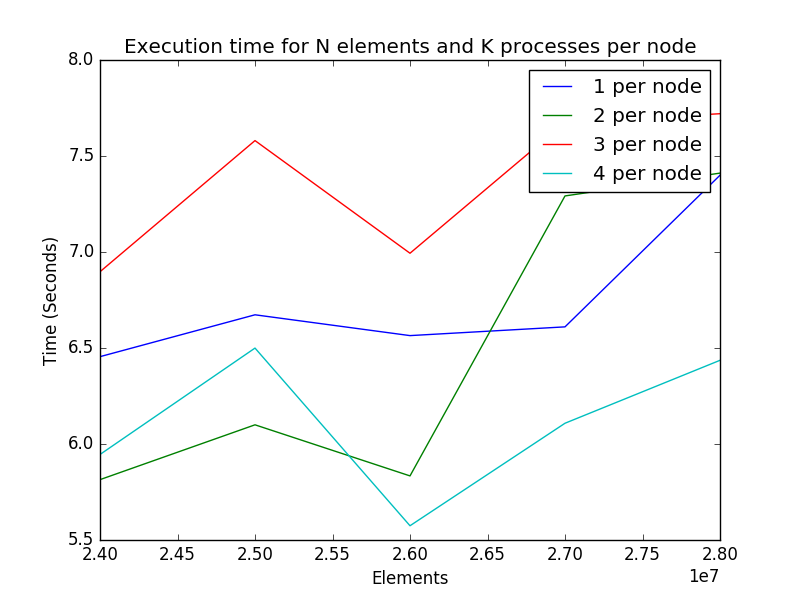 Execution time for N elements and K processes per node
8.0
7.5
7.0
6.5
6.0
5.5
Time (Seconds)
1 per node
2 per node
3 per node
4 per node
2.40 2.45 2.50 2.55 2.60 2.65 2.70 2.75 2.80
Elements
1e7